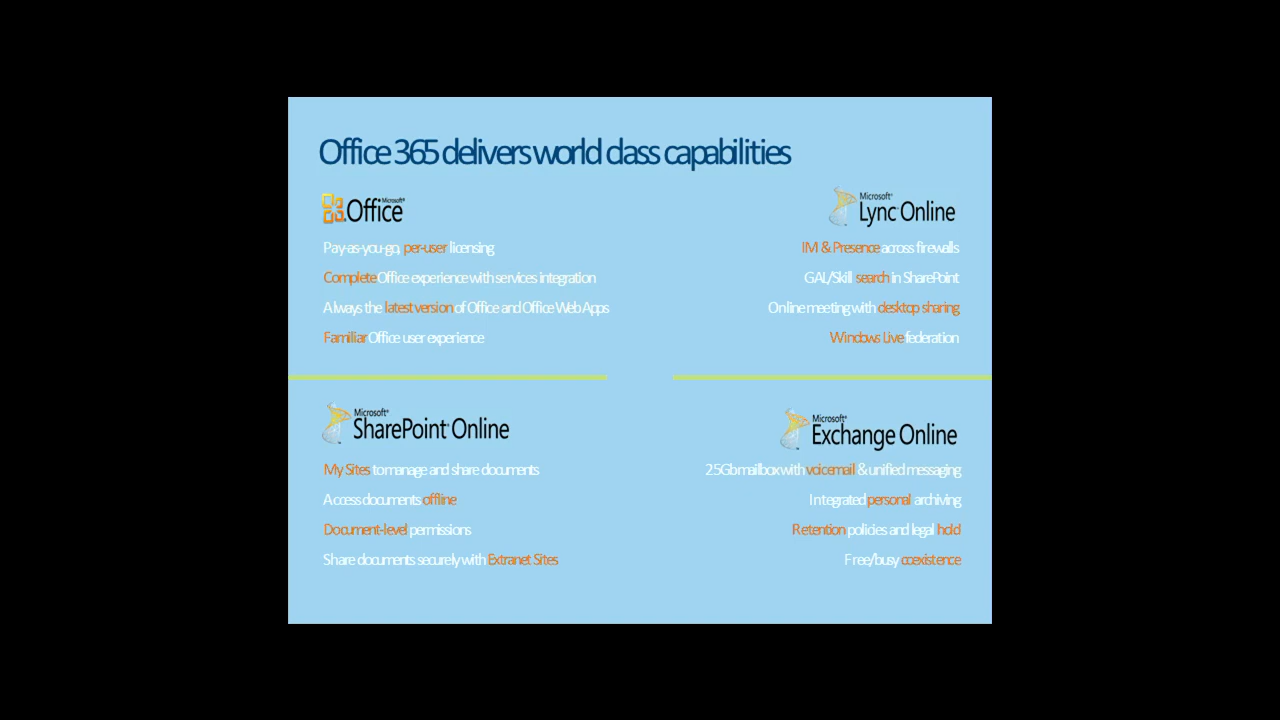 Office 365 delivers world class capabilities
Microsoft®
Office
Pay-as-you-go, per-user licensing
Complete Office experience with services integration
Always the latest version of Office and Office Web Apps
Familiar Office user experience
Microsoft®
Lync Online
IM & Presence across firewalls
GAL/Skill search in SharePoint
Online meeting with desktop sharing
Windows Live federation
Microsoft®
SharePoint Online
My Sites to manage and share documents
Access documents offline
Document-level permissions
Share documents securely with Extranet Sites
Microsoft®
Exchange Online
25Gb mailbox with voicemail & unified messaging
Integrated personal archiving
Retention policies and legal hold
Free/busy coexistence